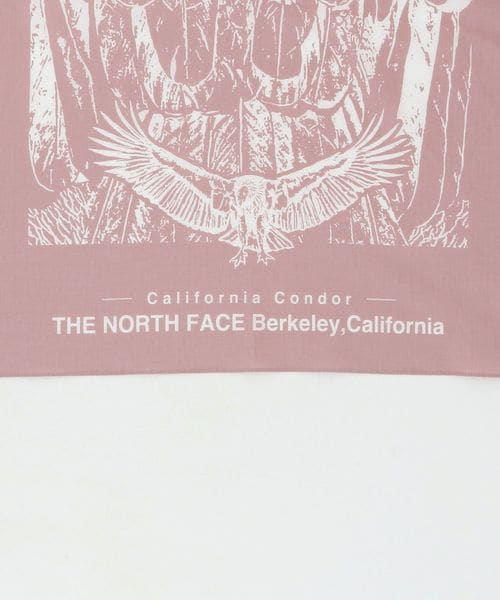 California Condor
THE NORTH FACE Berkeley,California